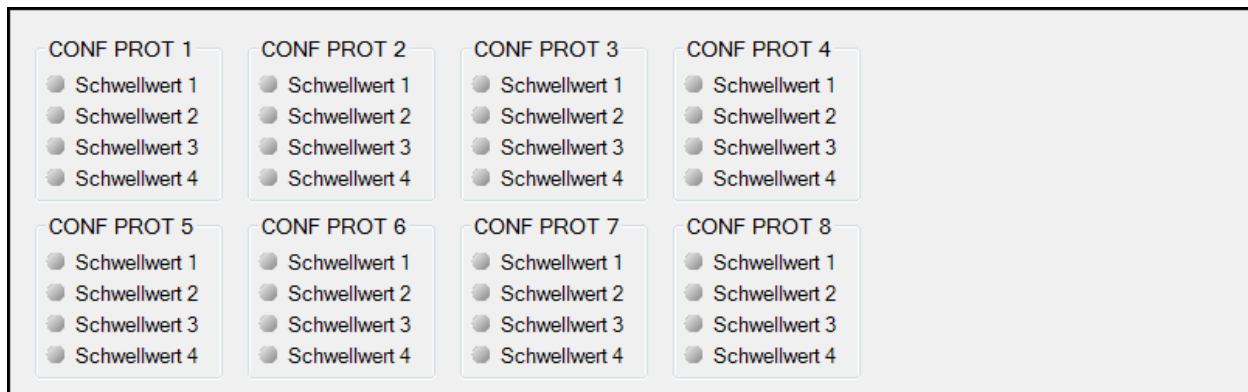 CONF PROT 1
Schwellwert 1
Schwellwert 2
Schwellwert 3
Schwellwert 4
CONF PROT 2
Schwellwert 1
Schwellwert 2
Schwellwert 3
Schwellwert 4
CONF PROT 3
Schwellwert 1
Schwellwert 2
Schwellwert 3
Schwellwert 4
CONF PROT 4
Schwellwert 1
Schwellwert 2
Schwellwert 3
Schwellwert 4
CONF PROT 5
Schwellwert 1
Schwellwert 2
Schwellwert 3
Schwellwert 4
CONF PROT 6
Schwellwert 1
Schwellwert 2
Schwellwert 3
Schwellwert 4
CONF PROT 7
Schwellwert 1
Schwellwert 2
Schwellwert 3
Schwellwert 4
CONF PROT 8
Schwellwert 1
Schwellwert 2
Schwellwert 3
Schwellwert 4